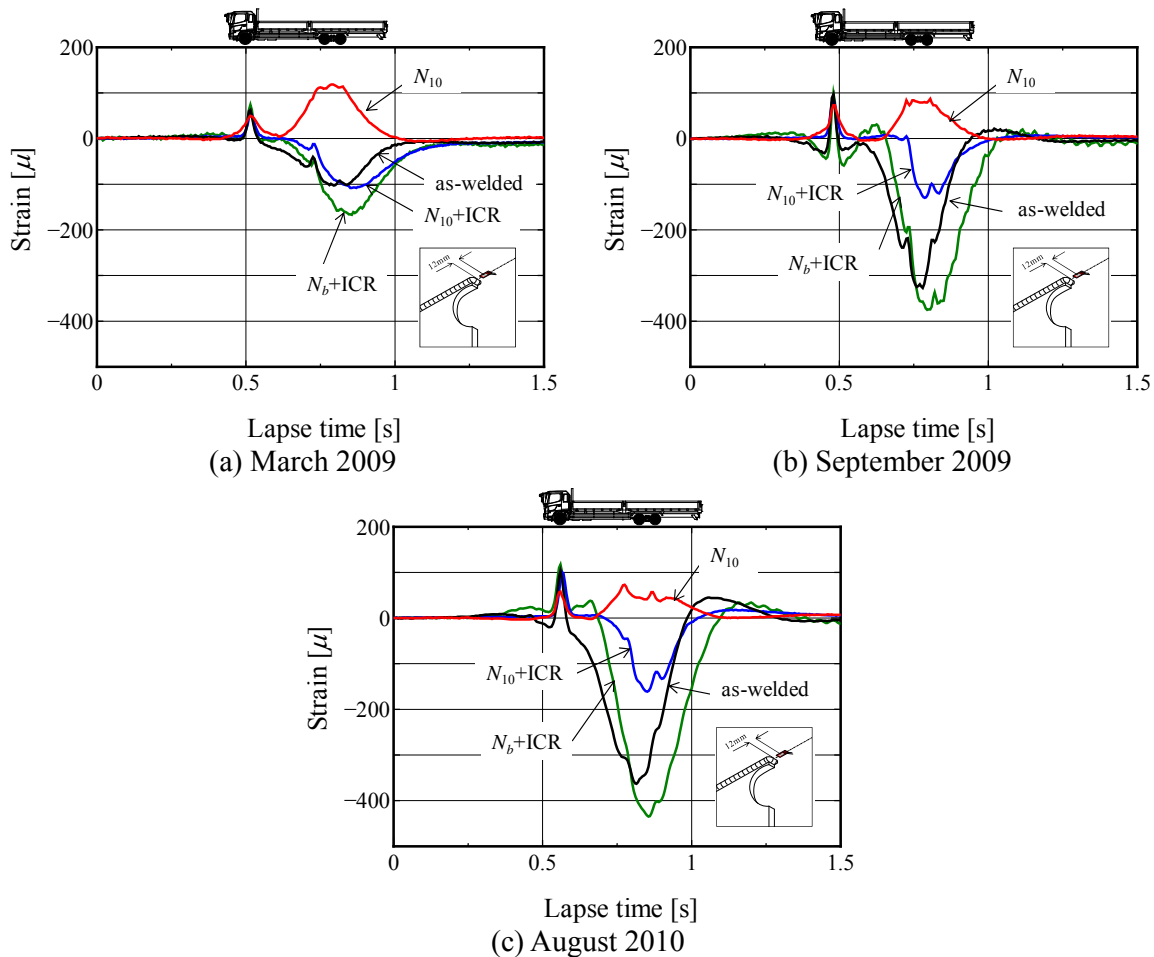 200
100
0
−200
−400
Strain [μ]
N10
as-welded
N10+ICR
Nb+ICR
12mm
0
0.5
1
1.5
Lapse time [s]
(a) March 2009
200
0
−200
−400
Strain [μ]
N10
N10+ICR
as-welded
Nb+ICR
12mm
0
0.5
1
1.5
Lapse time [s]
(b) September 2009
200
0
−200
−400
Strain [μ]
N10
N10+ICR
as-welded
Nb+ICR
12mm
0
0.5
1
1.5
Lapse time [s]
(c) August 2010